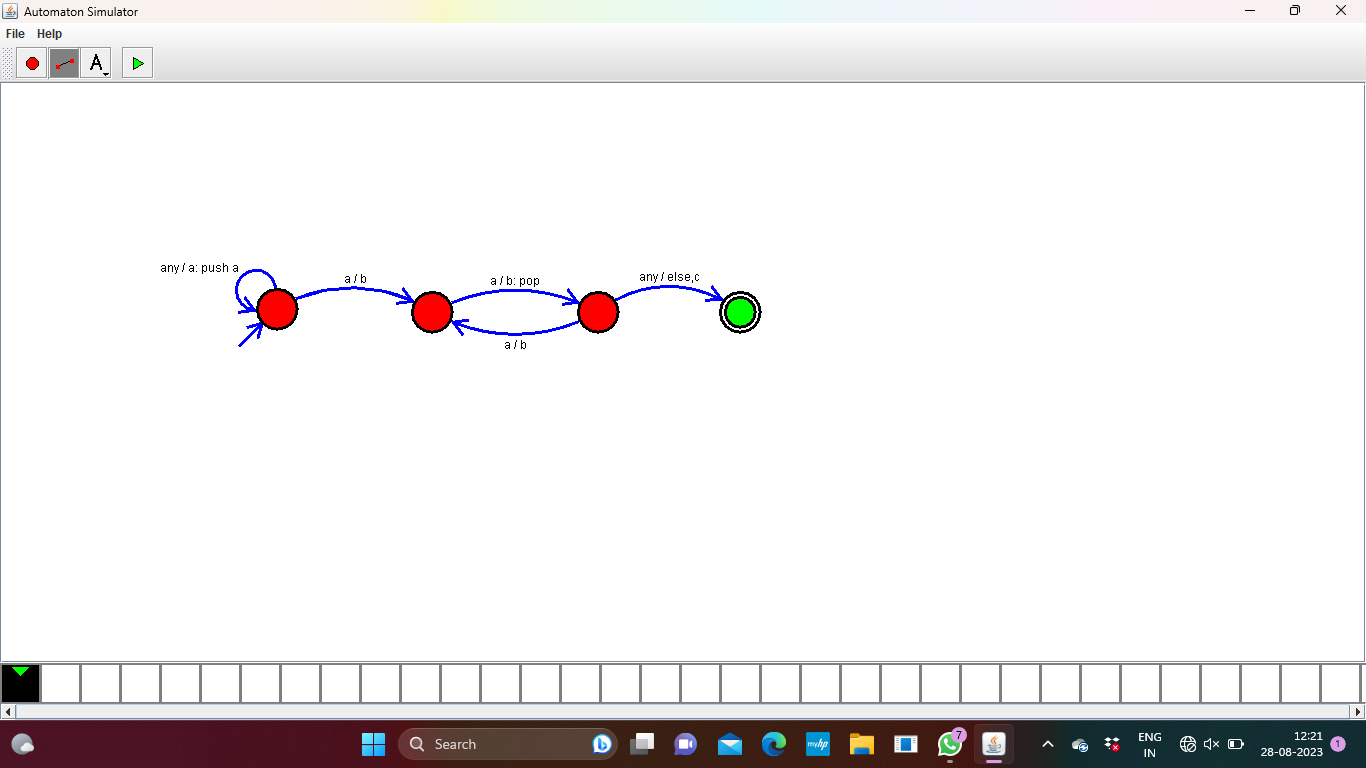 Automaton Simulator
File Help
A
any / a: push a
a / b
a / b: pop
any / else,c
a / b
Search
myhp
7
ENG
IN
12:21
28-08-2023
1